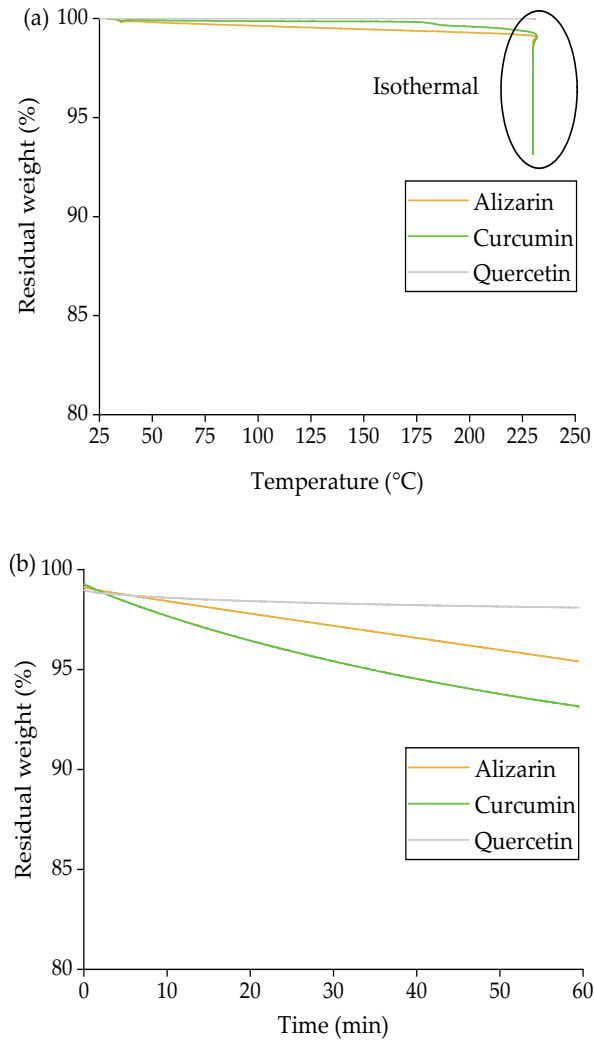 (a)
100
95
90
85
80
Residual weight (%)
Isothermal
Alizarin
Curcumin
Quercetin
25 50 75 100 125 150 175 200 225 250
Temperature (°C)
(b)
100
95
90
85
80
Residual weight (%)
Alizarin
Curcumin
Quercetin
0 10 20 30 40 50 60
Time (min)